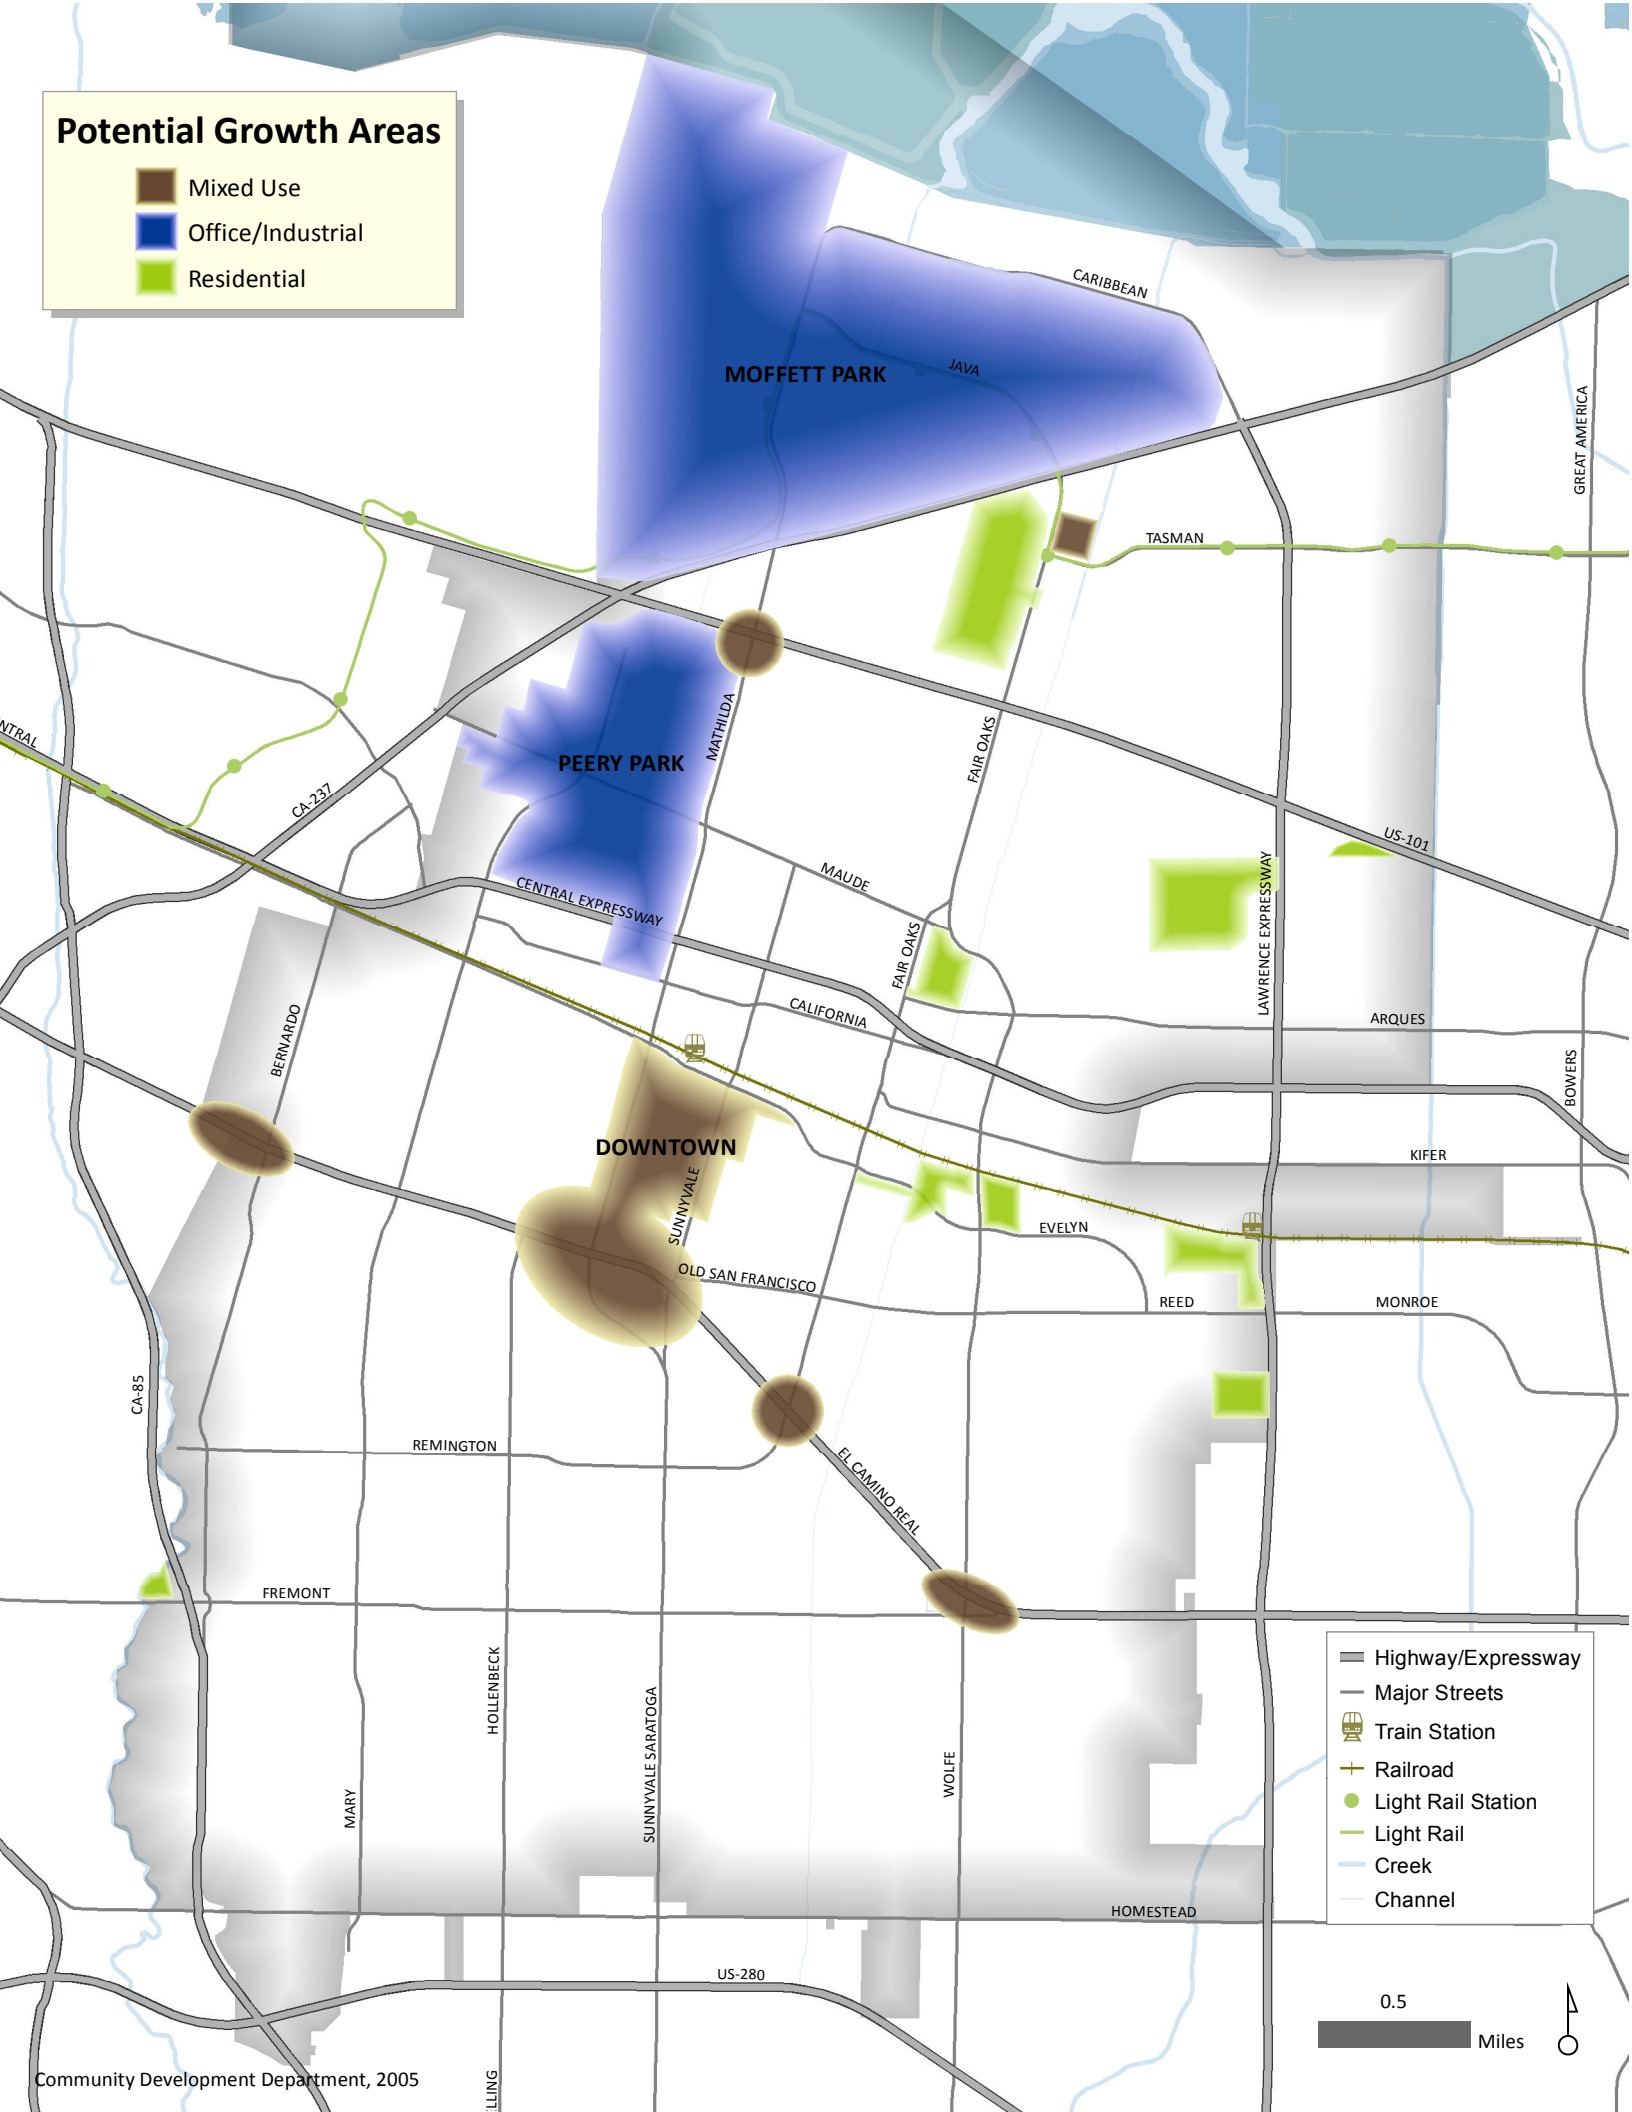 Potential Growth Areas
Mixed Use
Office/Industrial
Residential
CARIBBEAN
MOFFETT PARK
JAVA
GREAT AMERICA
TASMAN
MATHILDA
FAIR OAKS
NTRAL
PEERY PARK
CA-237
US-101
MAUDE
CENTRAL EXPRESSWAY
LAWRENCE EXPRESSWAY
FAIR OAKS
CALIFORNIA
ARQUES
BERNARDO
BOWERS
DOWNTOWN
KIFER
SUNNYVALE
EVELYN
OLD SAN FRANCISCO
REED
MONROE
CA-85
REMINGTON
EL CAMINO REAL
FREMONT
HOLLENBECK
SUNNYVALE SARATOGA
WOLFE
MARY
Highway/Expressway
Major Streets
Train Station
Railroad
Light Rail Station
Light Rail
Creek
Channel
HOMESTEAD
US-280
0.5
Miles
Community Development Department, 2005
ELLING